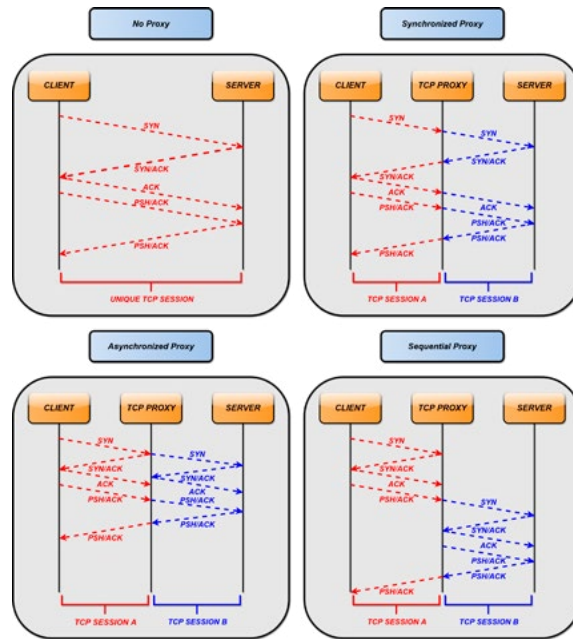 No Proxy
CLIENT
SERVER
SYN
SYN/ACK
ACK
PSH/ACK
PSH/ACK
UNIQUE TCP SESSION
Synchronized Proxy
CLIENT
TCP PROXY
SERVER
SYN
SYN
SYN/ACK
SYN/ACK
ACK
ACK
PSH/ACK
PSH/ACK
PSH/ACK
PSH/ACK
TCP SESSION A
TCP SESSION B
Asynchronized Proxy
CLIENT
TCP PROXY
SERVER
SYN
SYN
SYN/ACK
SYN/ACK
ACK
ACK
PSH/ACK
PSH/ACK
PSH/ACK
PSH/ACK
TCP SESSION A
TCP SESSION B
Sequential Proxy
CLIENT
TCP PROXY
SERVER
SYN
SYN/ACK
ACK
PSH/ACK
SYN
SYN/ACK
ACK
PSH/ACK
PSH/ACK
PSH/ACK
TCP SESSION A
TCP SESSION B